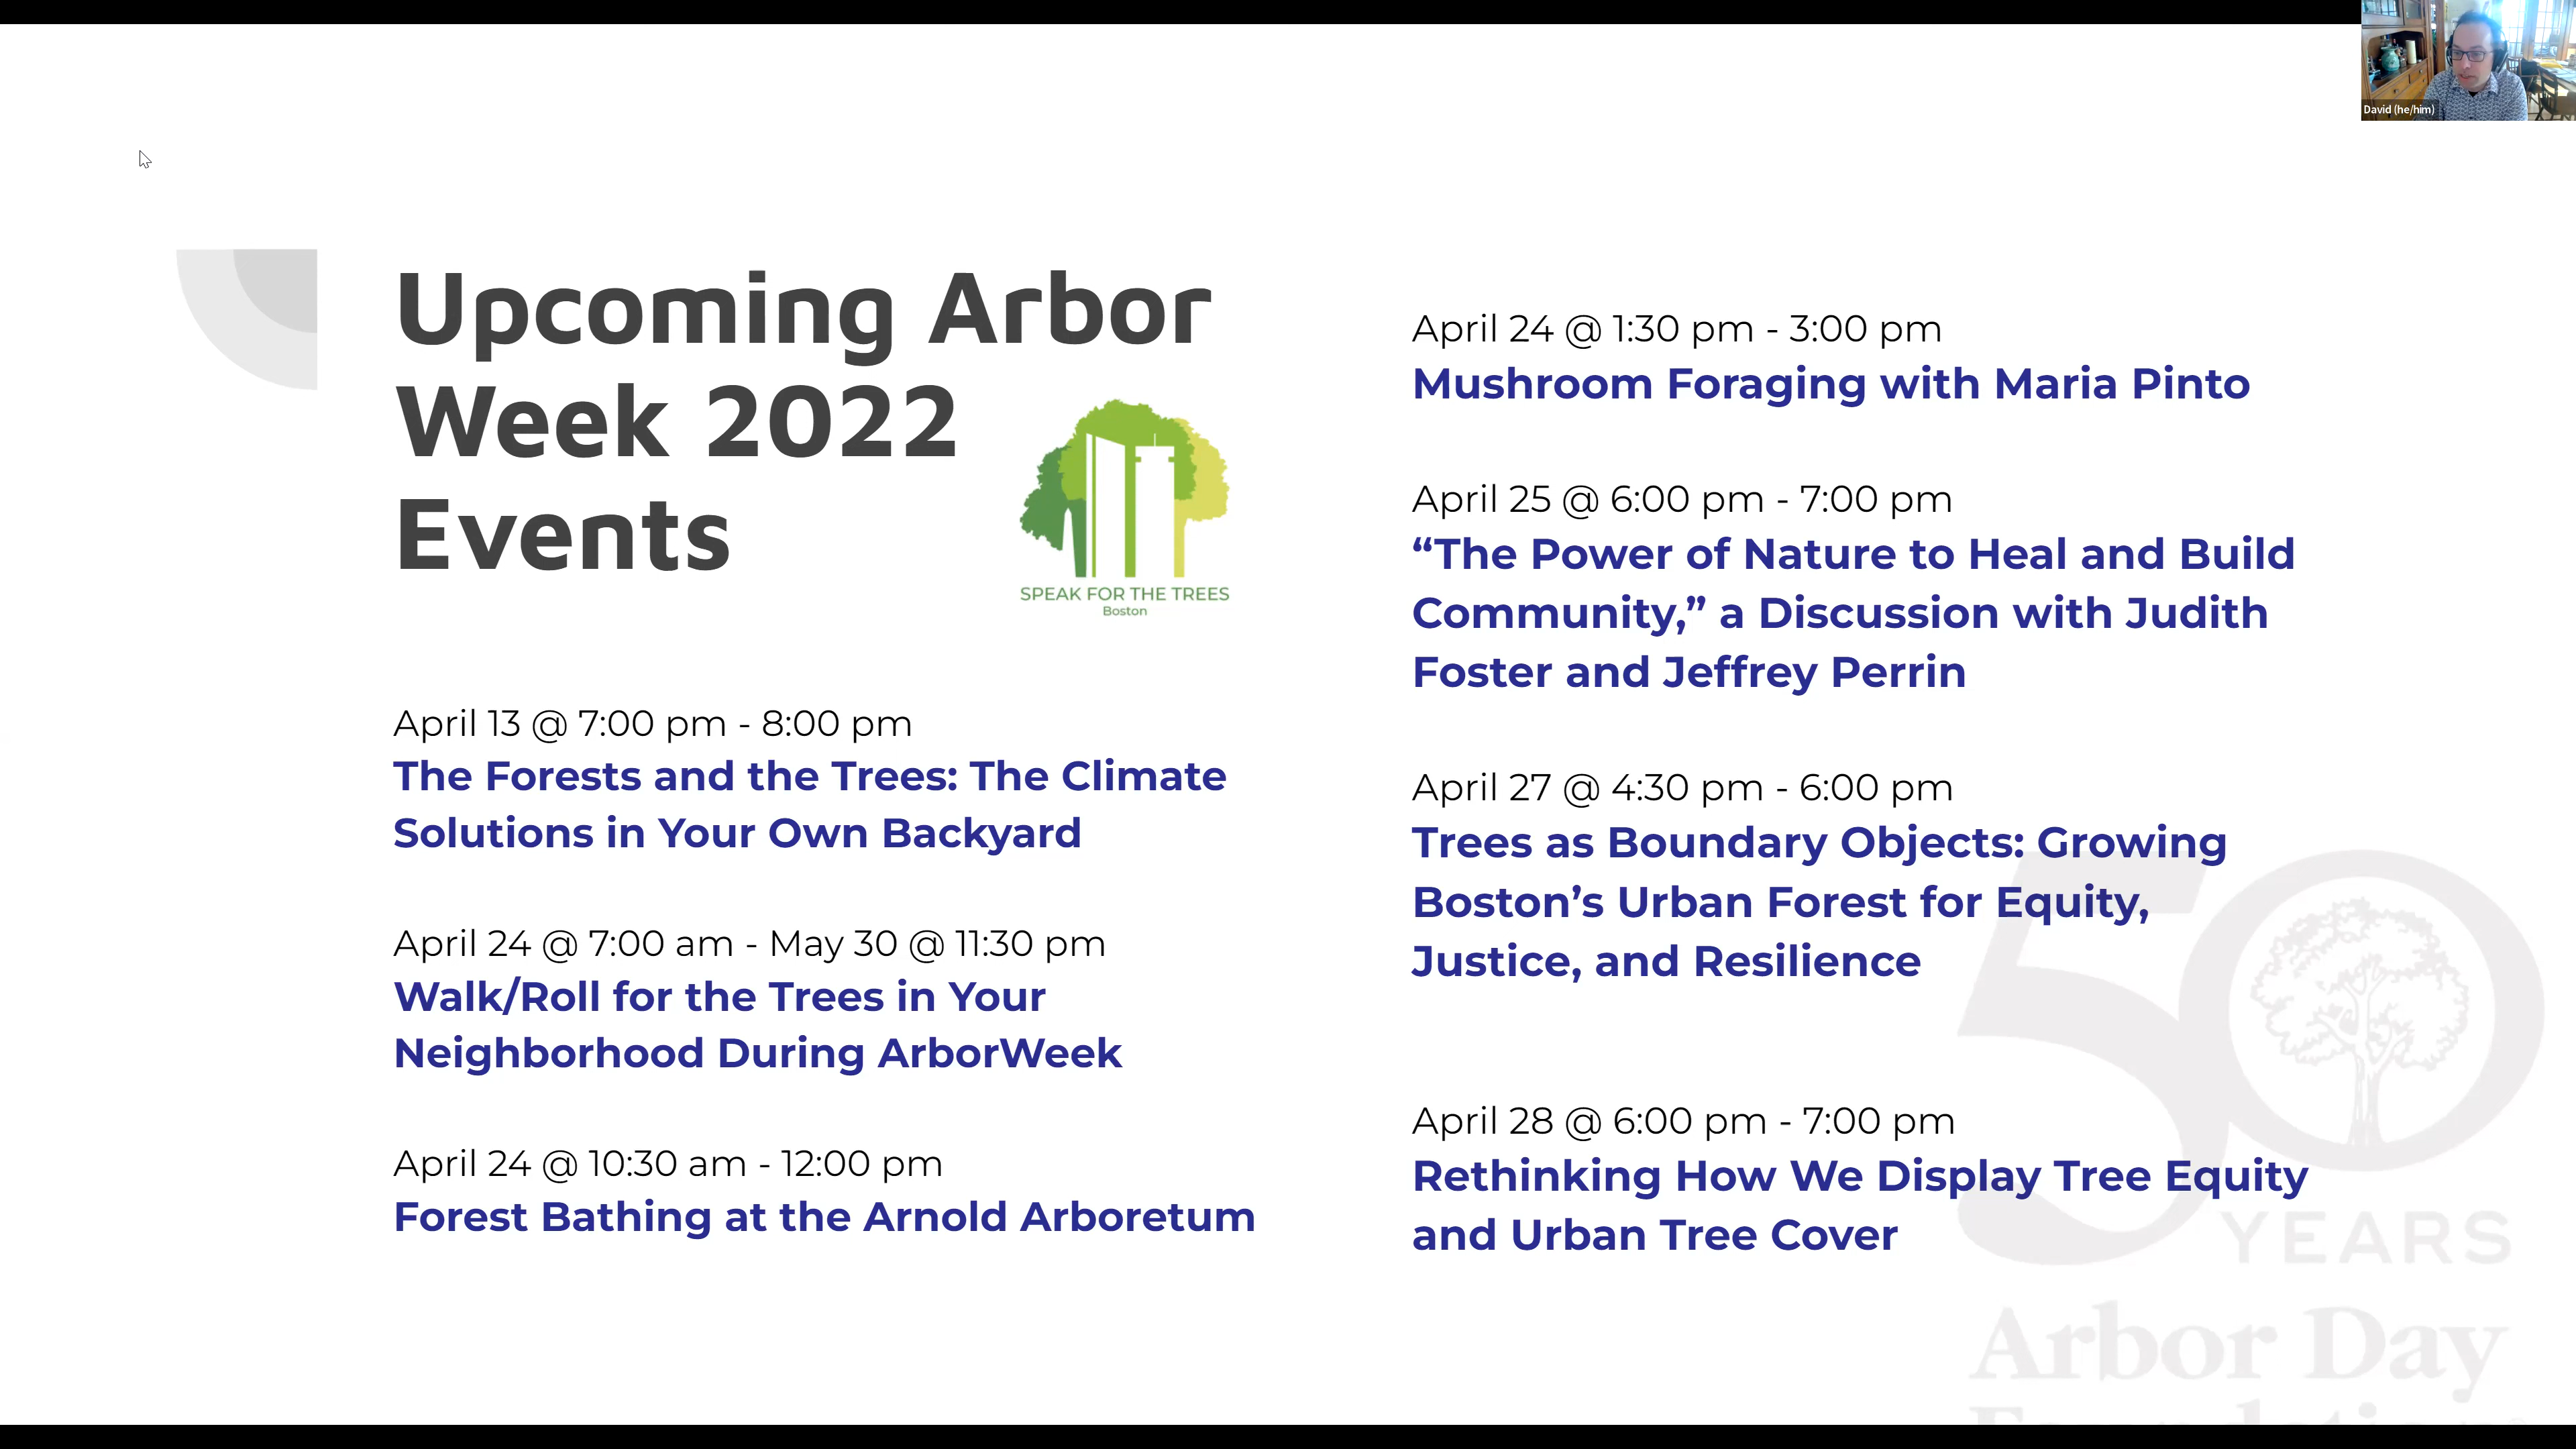 David (he/him)
Upcoming Arbor
Week 2022
Events
SPEAK FOR THE TREES
Boston
April 13 @ 7:00 pm - 8:00 pm
The Forests and the Trees: The Climate
Solutions in Your Own Backyard
April 24 @ 7:00 am - May 30 @ 11:30 pm
Walk/Roll for the Trees in Your
Neighborhood During ArborWeek
April 24 @ 10:30 am - 12:00 pm
Forest Bathing at the Arnold Arboretum
April 24 @ 1:30 pm - 3:00 pm
Mushroom Foraging with Maria Pinto
April 25 @ 6:00 pm - 7:00 pm
“The Power of Nature to Heal and Build
Community,” a Discussion with Judith
Foster and Jeffrey Perrin
April 27 @ 4:30 pm - 6:00 pm
Trees as Boundary Objects: Growing
Boston’s Urban Forest for Equity,
Justice, and Resilience
April 28 @ 6:00 pm - 7:00 pm
Rethinking How We Display Tree Equity
and Urban Tree Cover
50
YEARS
Arbor Day